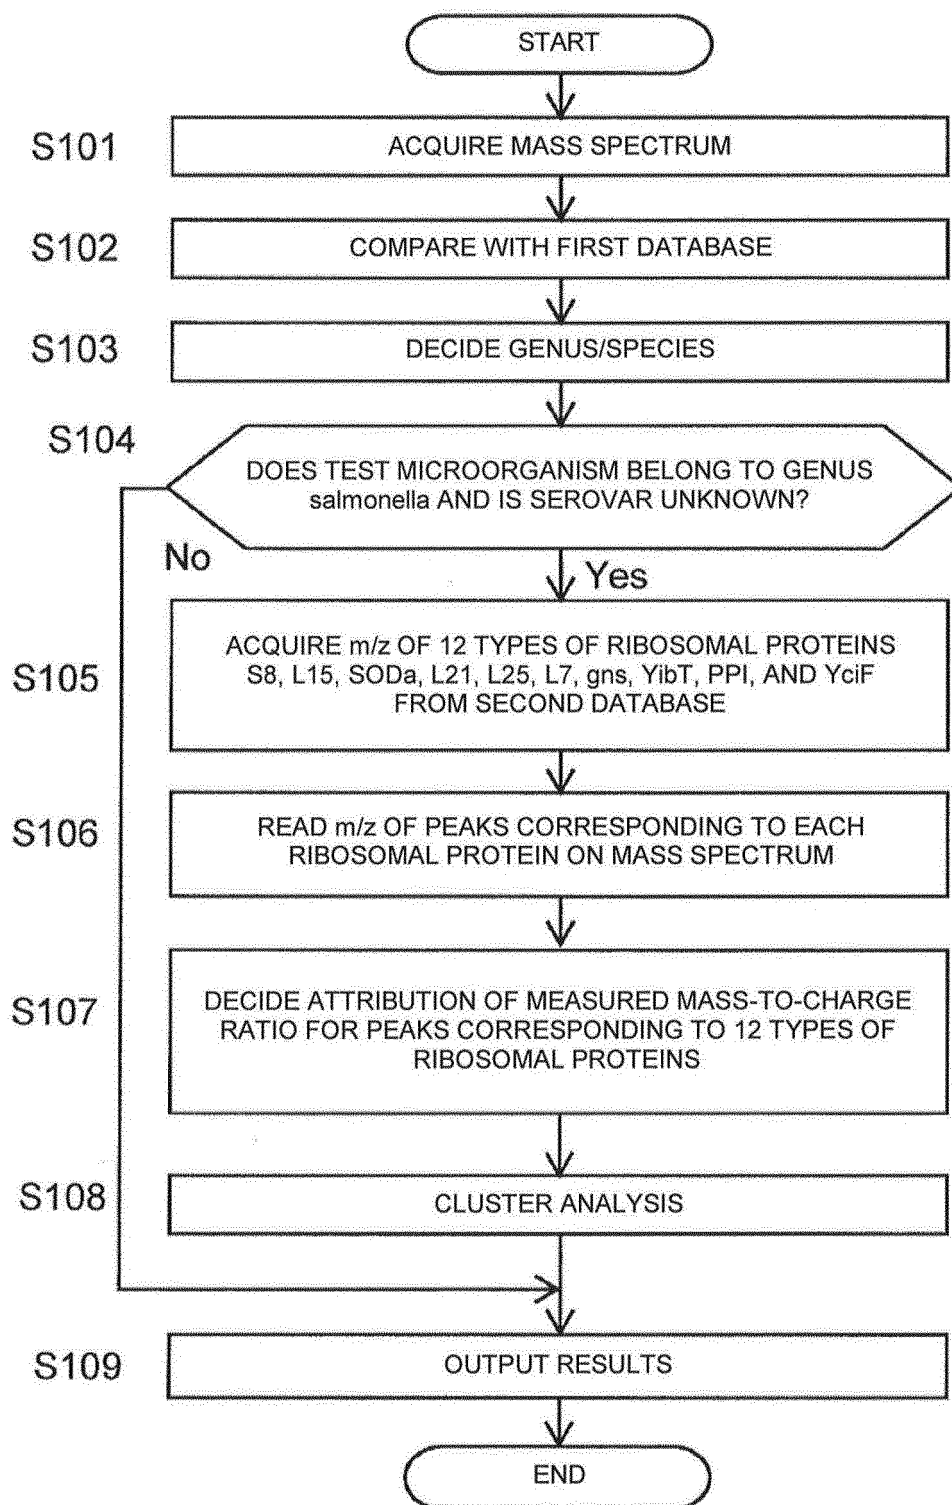 START
S101
ACQUIRE MASS SPECTRUM
S102
COMPARE WITH FIRST DATABASE
S103
DECIDE GENUS/SPECIES
S104
DOES TEST MICROORGANISM BELONG TO GENUS
salmonella AND IS SEROVAR UNKNOWN?
No
Yes
S105
ACQUIRE m/z OF 12 TYPES OF RIBOSOMAL PROTEINS
S8, L15, SODa, L21, L25, L7, gns, YibT, PPI, AND YciF
FROM SECOND DATABASE
S106
READ m/z OF PEAKS CORRESPONDING TO EACH
RIBOSOMAL PROTEIN ON MASS SPECTRUM
S107
DECIDE ATTRIBUTION OF MEASURED MASS-TO-CHARGE
RATIO FOR PEAKS CORRESPONDING TO 12 TYPES OF
RIBOSOMAL PROTEINS
S108
CLUSTER ANALYSIS
S109
OUTPUT RESULTS
END